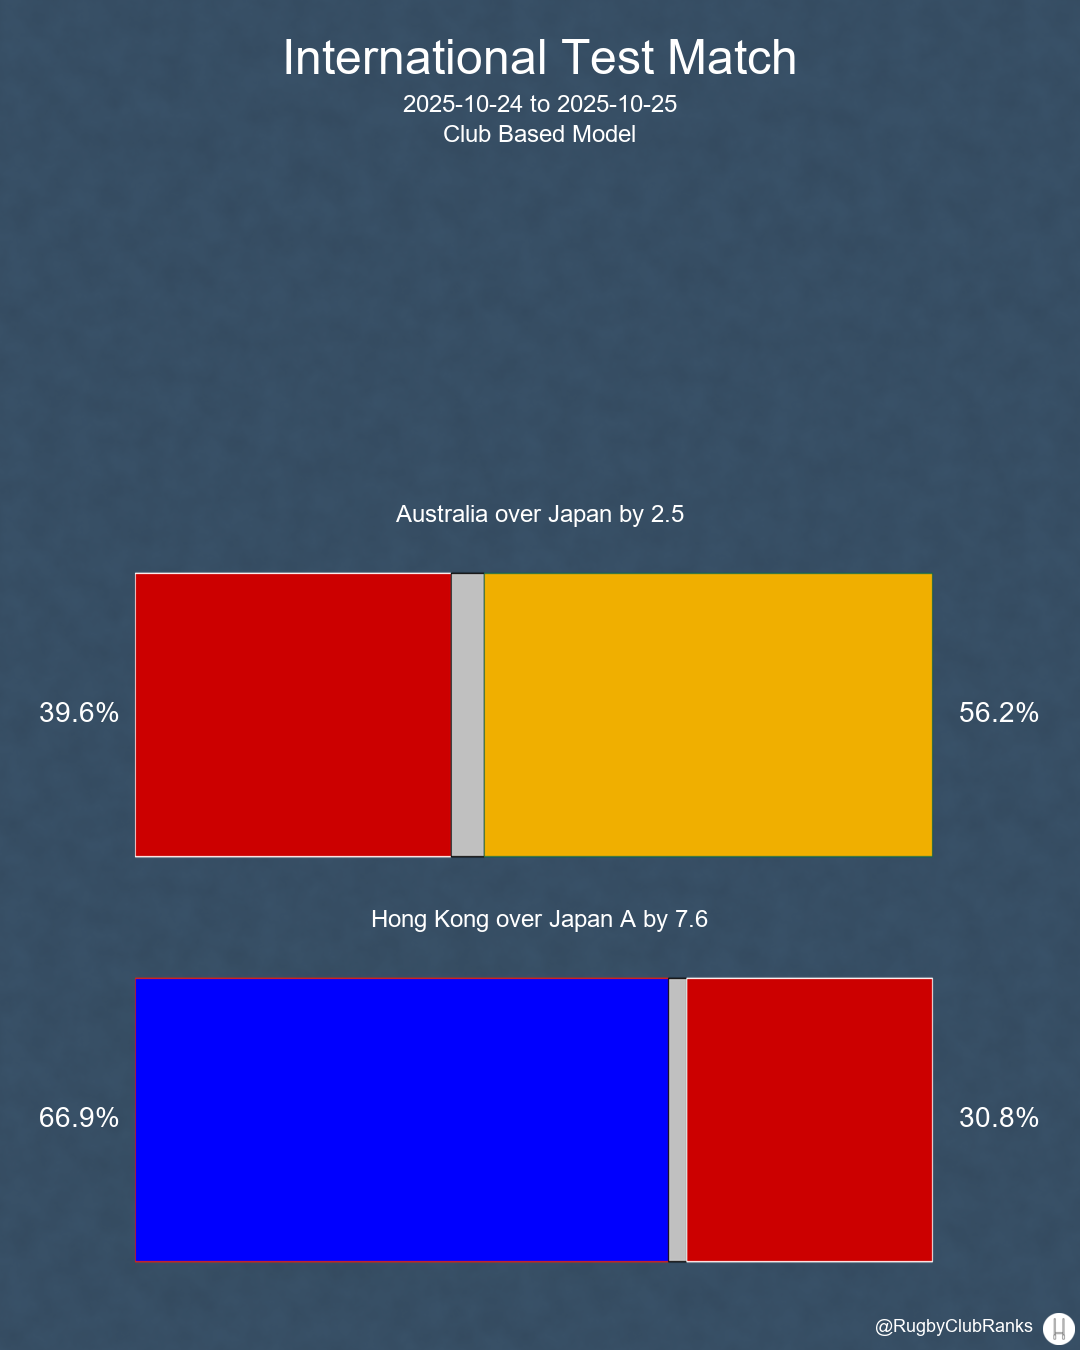 International Test Match
2025-10-24 to 2025-10-25
Club Based Model
Australia over Japan by 2.5
39.6%
56.2%
Hong Kong over Japan A by 7.6
66.9%
30.8%
@RugbyClubRanks